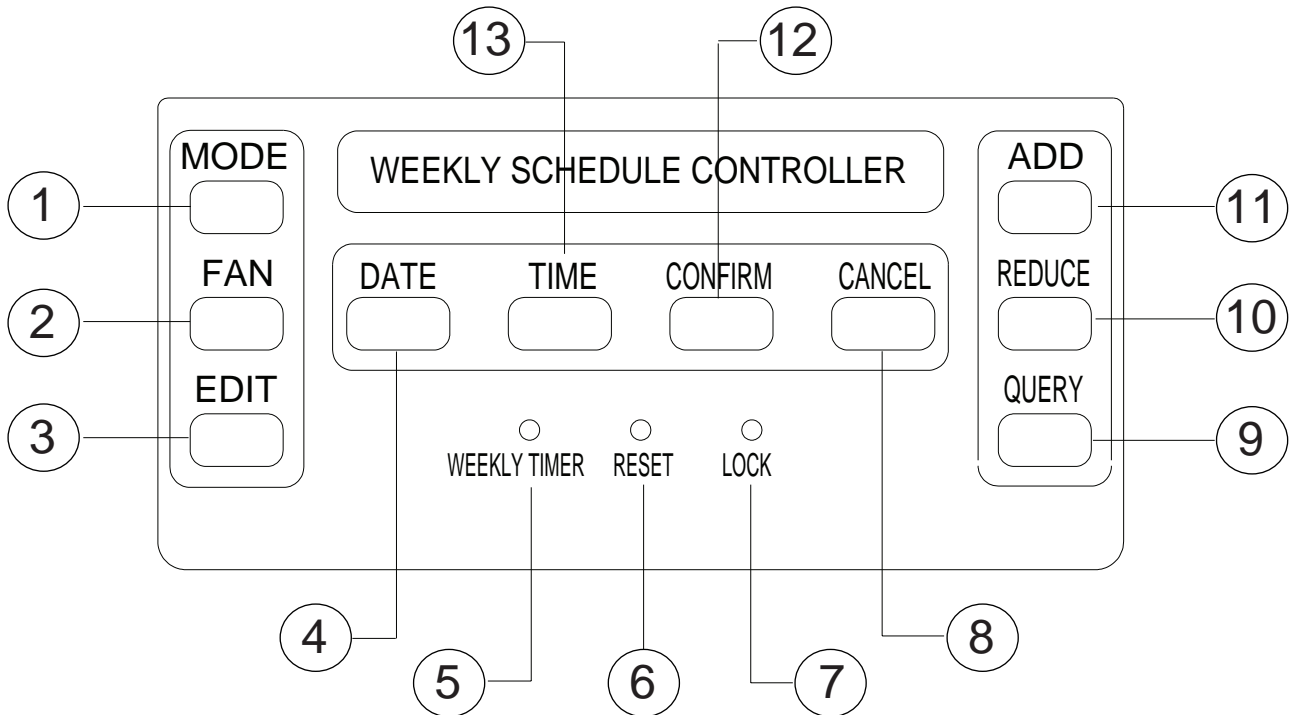 13 12
MODE WEEKLY SCHEDULE CONTROLLER ADD
1 11
FAN DATE TIME CONFIRM CANCEL REDUCE
2 10
EDIT QUERY
3 9
WEEKLY TIMER RESET LOCK
4 8
5 6 7